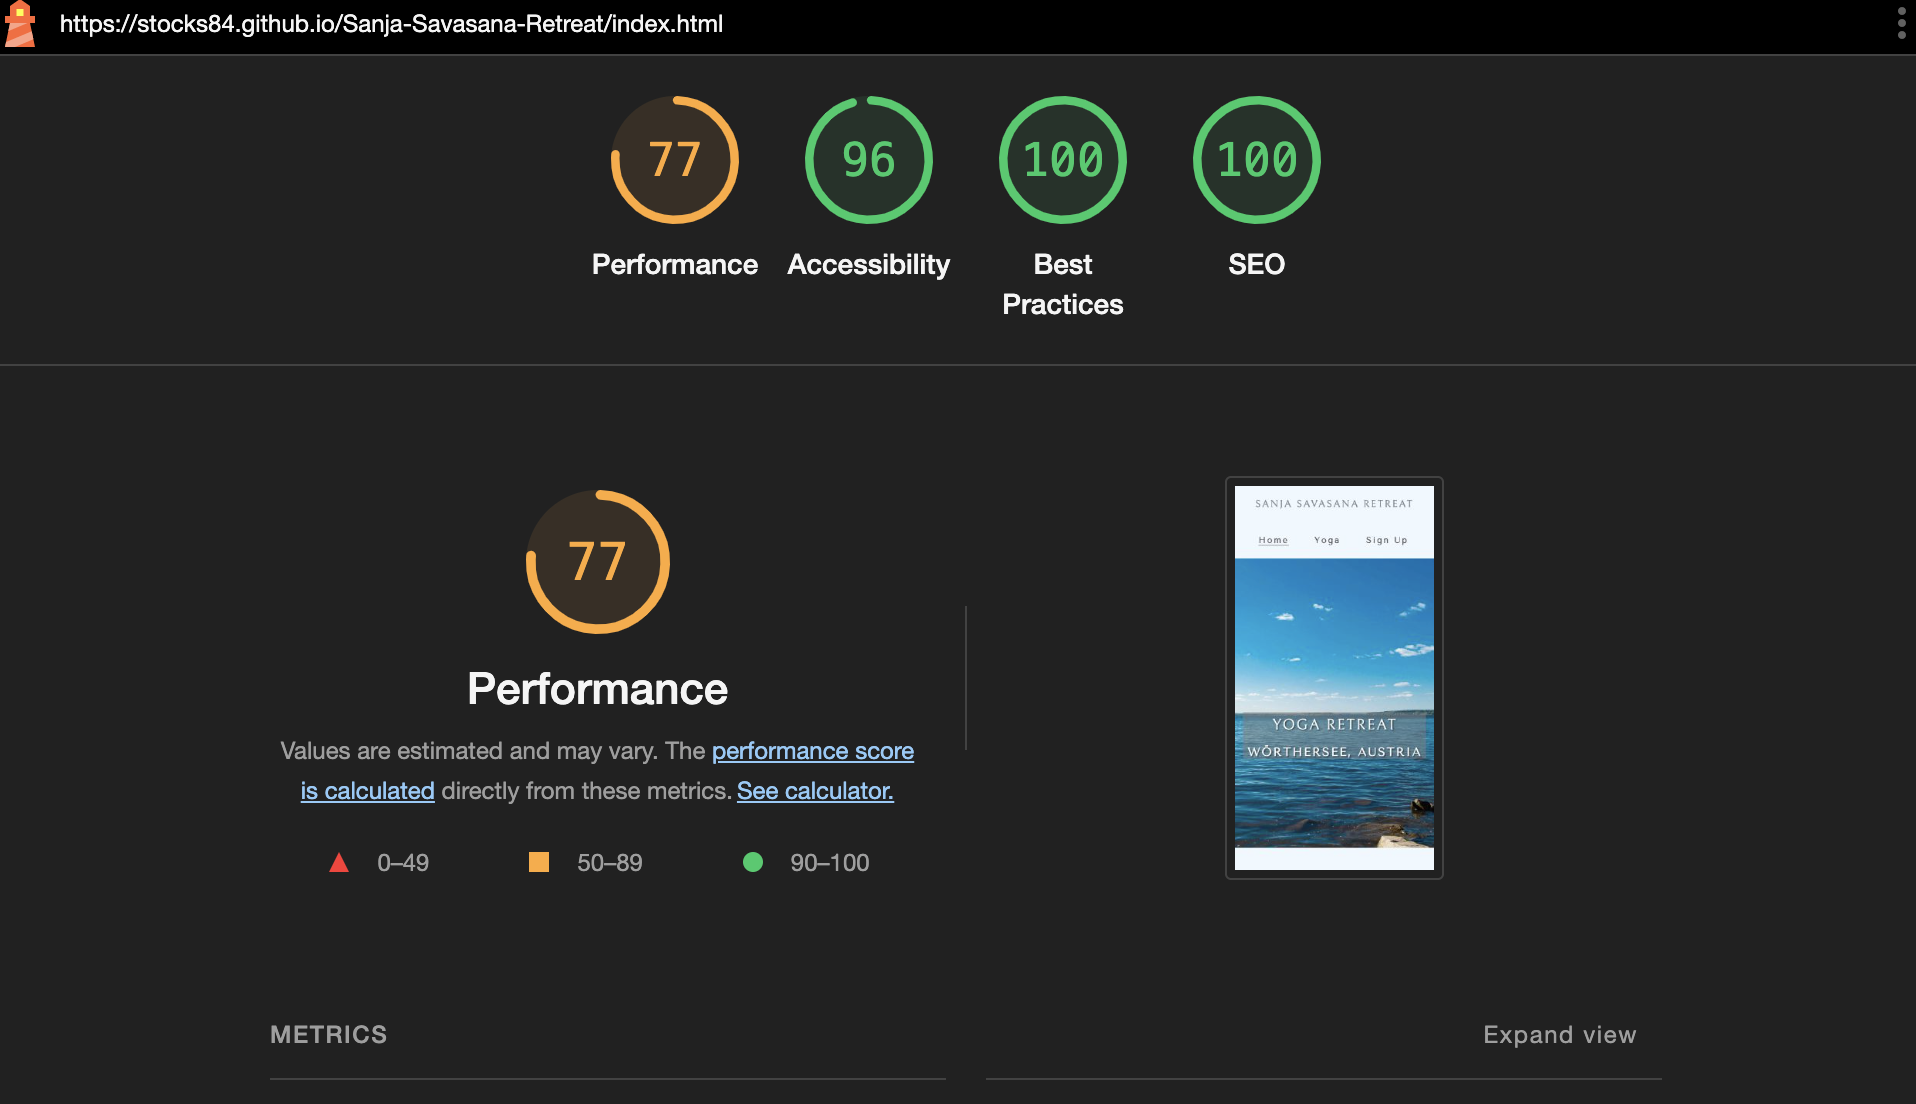 https://stocks84.github.io/Sanja-Savasana-Retreat/index.html
77
96
100
100
Performance
Accessibility
Best
Practices
SEO
77
Performance
Values are estimated and may vary. The performance score
is calculated directly from these metrics. See calculator.
0–49
50–89
90–100
SANJA SAVASANA RETREAT
Home Yoga Sign Up
YOGA RETREAT
WÖRTHERSEE, AUSTRIA
METRICS
Expand view